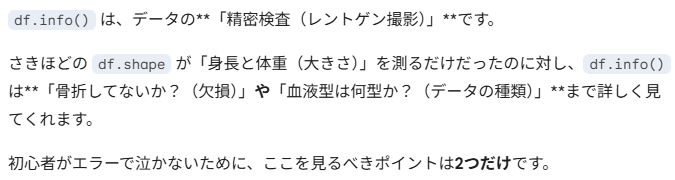 df.info() は、データの**「精密検査（レントゲン撮影）」**です。
さきほどの df.shape が「身長と体重（大きさ）」を測るだけだったのに対し、df.info()
は**「骨折してないか？（欠損）」や「血液型は何型か？（データの種類）」**まで詳しく見
てくれます。
初心者がエラーで泣かないために、ここを見るべきポイントは2つだけです。